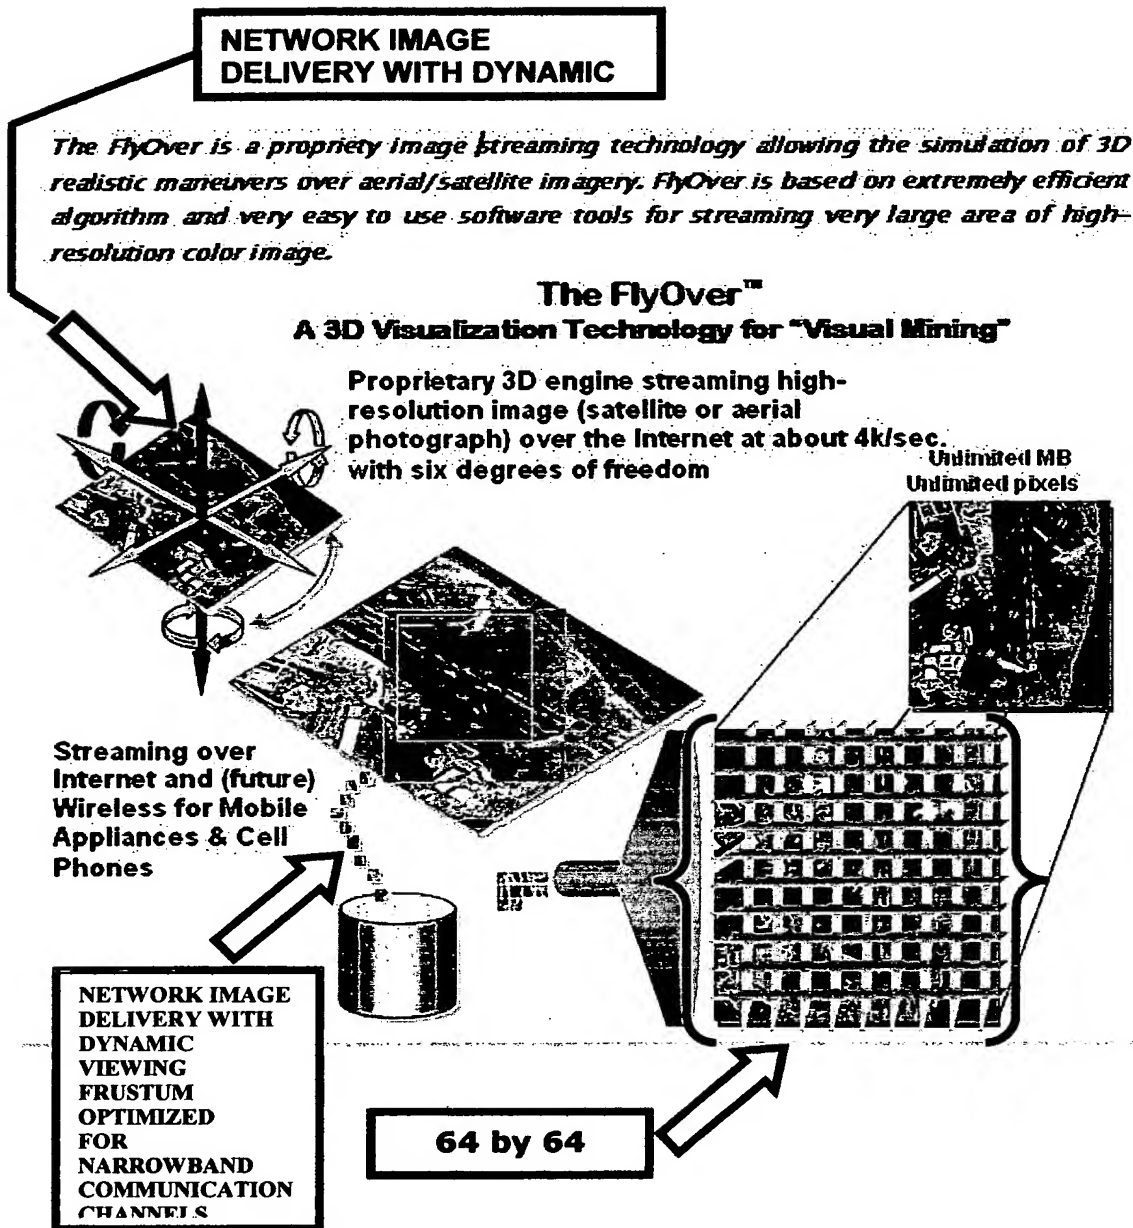 NETWORK IMAGE
DELIVERY WITH DYNAMIC
The FlyOver is a propriety image streaming technology allowing the simulation of 3D
realistic maneuvers over aerial/satellite imagery. FlyOver is based on extremely efficient
algorithm and very easy to use software tools for streaming very large area of high-
resolution color image.
The FlyOver™
A 3D Visualization Technology for "Visual Mining"
Proprietary 3D engine streaming high-
resolution image (satellite or aerial
photograph) over the Internet at about 4k/sec.
with six degrees of freedom
Unlimited MB
Unlimited pixels
Streaming over
Internet and (future)
Wireless for Mobile
Appliances & Cell
Phones
NETWORK IMAGE
DELIVERY WITH
DYNAMIC
VIEWING
FRUSTUM
OPTIMIZED
FOR
NARROWBAND
COMMUNICATION
CHANNELS
64 by 64